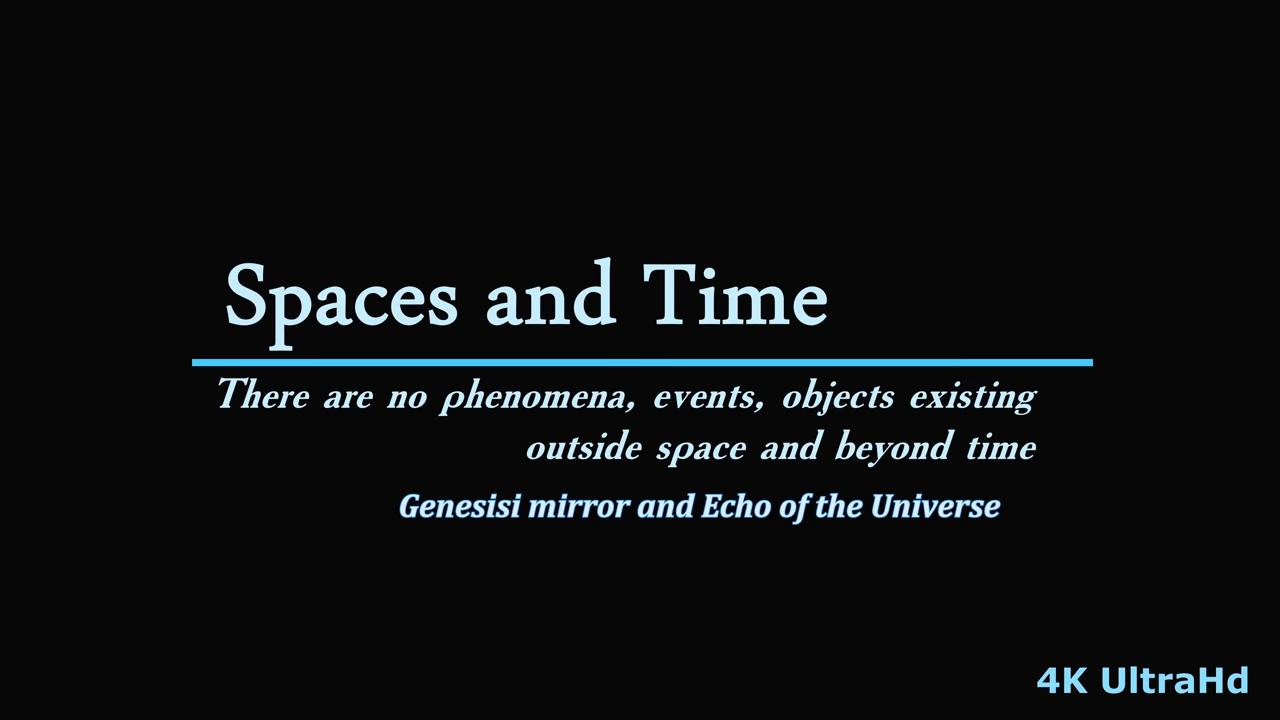 Spaces and Time
There are no phenomena, events, objects existing
outside space and beyond time
Genesisi mirror and Echo of the Universe
4K UltraHd